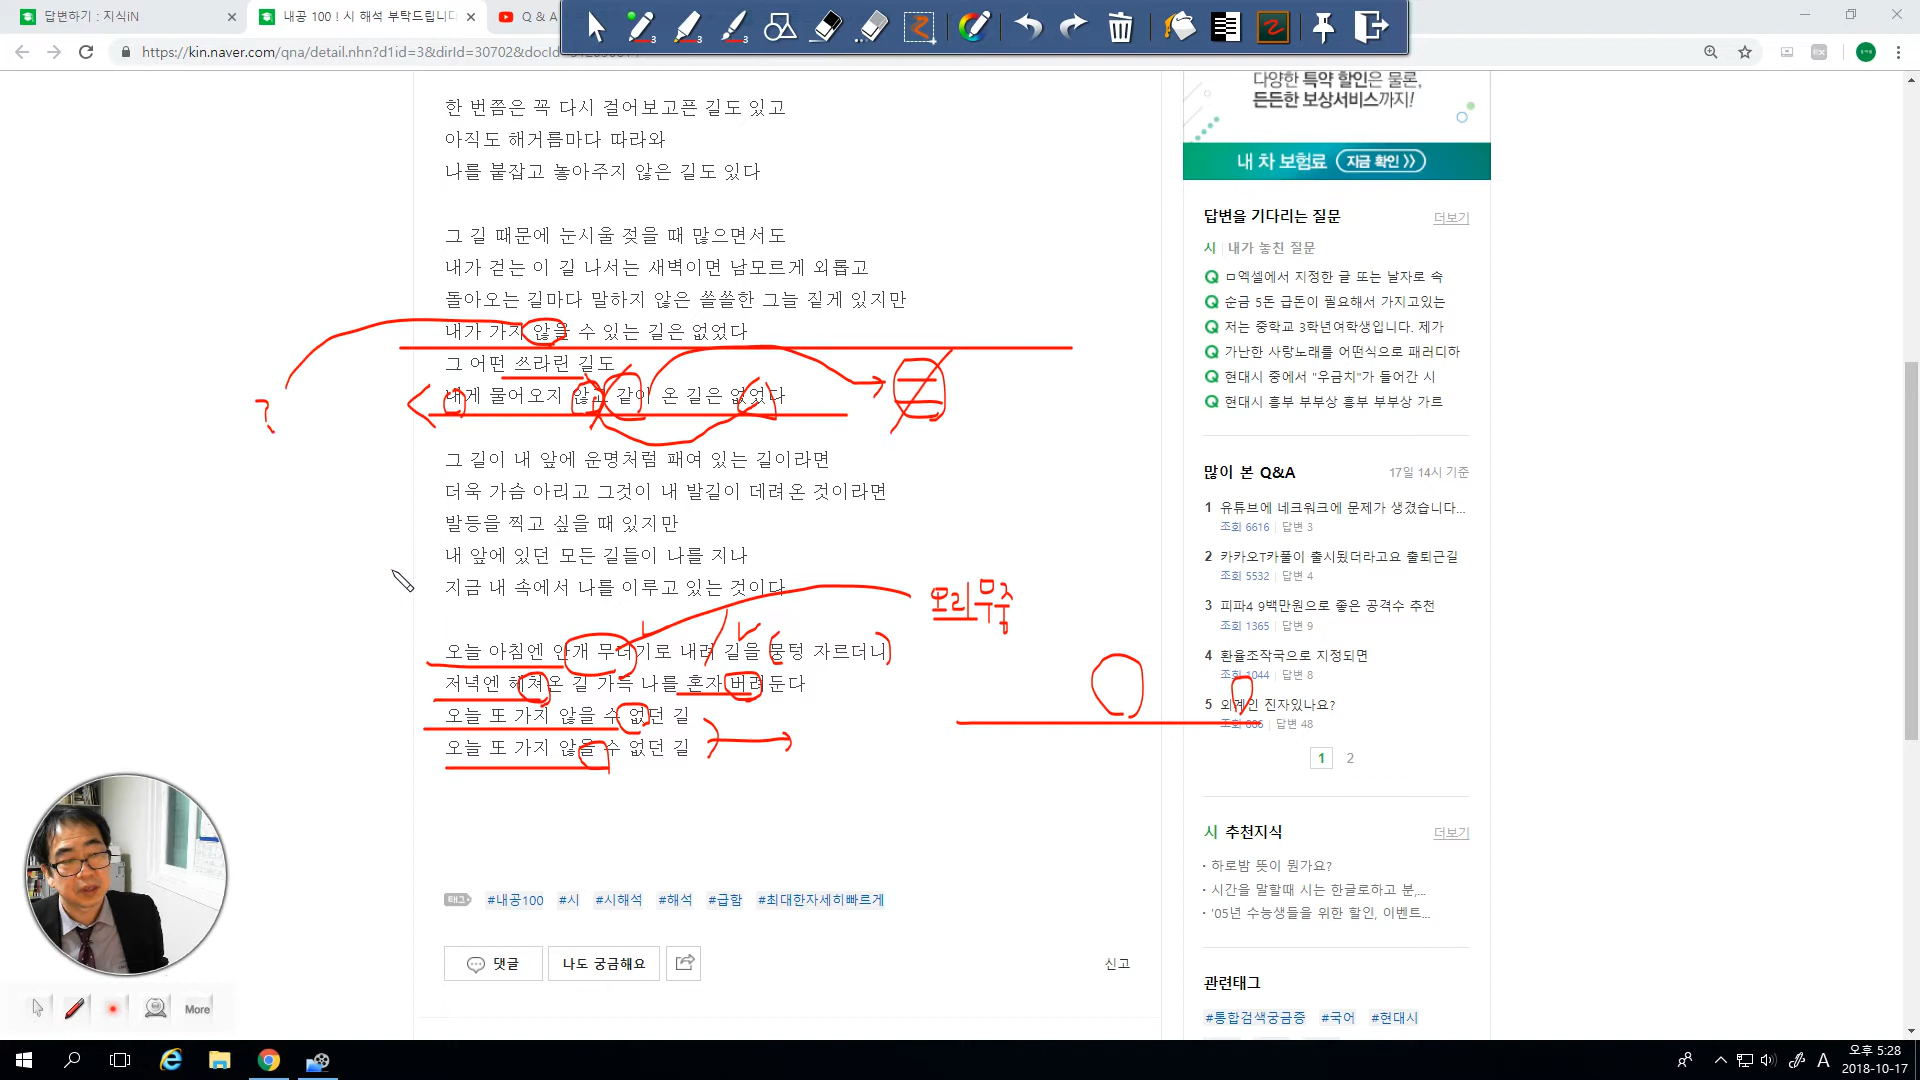 답변하기 : 지식iN
내공 100 ! 시 해석 부탁드립니다
Q & A
https://kin.naver.com/qna/detail.nhn?d1id=3&dirId=30702&docId
한 번쯤은 꼭 다시 걸어보고픈 길도 있고
아직도 해거름마다 따라와
나를 붙잡고 놓아주지 않은 길도 있다
그 길 때문에 눈시울 젖을 때 많으면서도
내가 걷는 이 길 나서는 새벽이면 남모르게 외롭고
돌아오는 길마다 말하지 않은 쓸쓸한 그늘 짙게 있지만
내가 가지 않을 수 있는 길은 없었다
그 어떤 쓰라린 길도
내게 물어오지 않고 같이 온 길은 없었다
?
그 길이 내 앞에 운명처럼 패여 있는 길이라면
더욱 가슴 아리고 그것이 내 발길이 데려온 것이라면
발등을 찍고 싶을 때 있지만
내 앞에 있던 모든 길들이 나를 지나
지금 내 속에서 나를 이루고 있는 것이다
오리무중
오늘 아침엔 안개 무더기로 내려 길을 뭉텅 자르더니
저녁엔 헤쳐온 길 가득 나를 혼자 버려둔다
오늘 또 가지 않을 수 없던 길
오늘 또 가지 않을 수 없던 길
태그
#내공100 #시 #시해석 #해석 #급함 #최대한자세히빠르게
댓글
나도 궁금해요
신고
다양한 특약 할인은 물론,
든든한 보상서비스까지!
내 차 보험료 지금 확인 >>
답변을 기다리는 질문 더보기
시 내가 놓친 질문
Q ㅁ엑셀에서 지정한 글 또는 날자로 속
Q 순금 5돈 급돈이 필요해서 가지고있는
Q 저는 중학교 3학년여학생입니다. 제가
Q 가난한 사랑노래를 어떤식으로 패러디하
Q 현대시 중에서 "우금치"가 들어간 시
Q 현대시 흥부 부부상 흥부 부부상 가르
많이 본 Q&A 17일 14시 기준
1 유튜브에 네크워크에 문제가 생겼습니다...
조회 6616 답변 3
2 카카오T카풀이 출시됬더라고요 출퇴근길
조회 5532 답변 4
3 피파4 9백만원으로 좋은 공격수 추천
조회 1365 답변 9
4 환율조작국으로 지정되면
조회 1044 답변 8
5 외계인 진자있나요?
조회 886 답변 48
1 2
시 추천지식 더보기
· 하로밤 뜻이 뭔가요?
· 시간을 말할때 시는 한글로하고 분,...
· '05년 수능생들을 위한 할인, 이벤트...
관련태그
#통합검색궁금증 #국어 #현대시
More
A
오후 5:28
2018-10-17